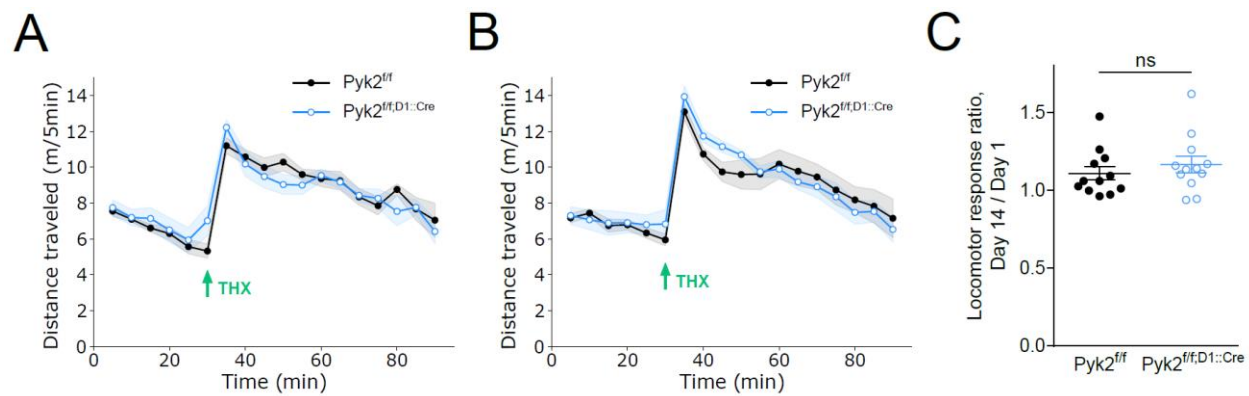 A
Distance traveled (m/5min)
14
12
10
8
6
4
2
0
0
20
40
60
80
Time (min)
Pyk2f/f
Pyk2f/f;D1::Cre
THX
B
Distance traveled (m/5min)
14
12
10
8
6
4
2
0
0
20
40
60
80
Time (min)
Pyk2f/f
Pyk2f/f;D1::Cre
THX
C
Locomotor response ratio,
Day 14 / Day 1
ns
1.5
1.0
0.5
0.0
Pyk2f/f
Pyk2f/f;D1::Cre